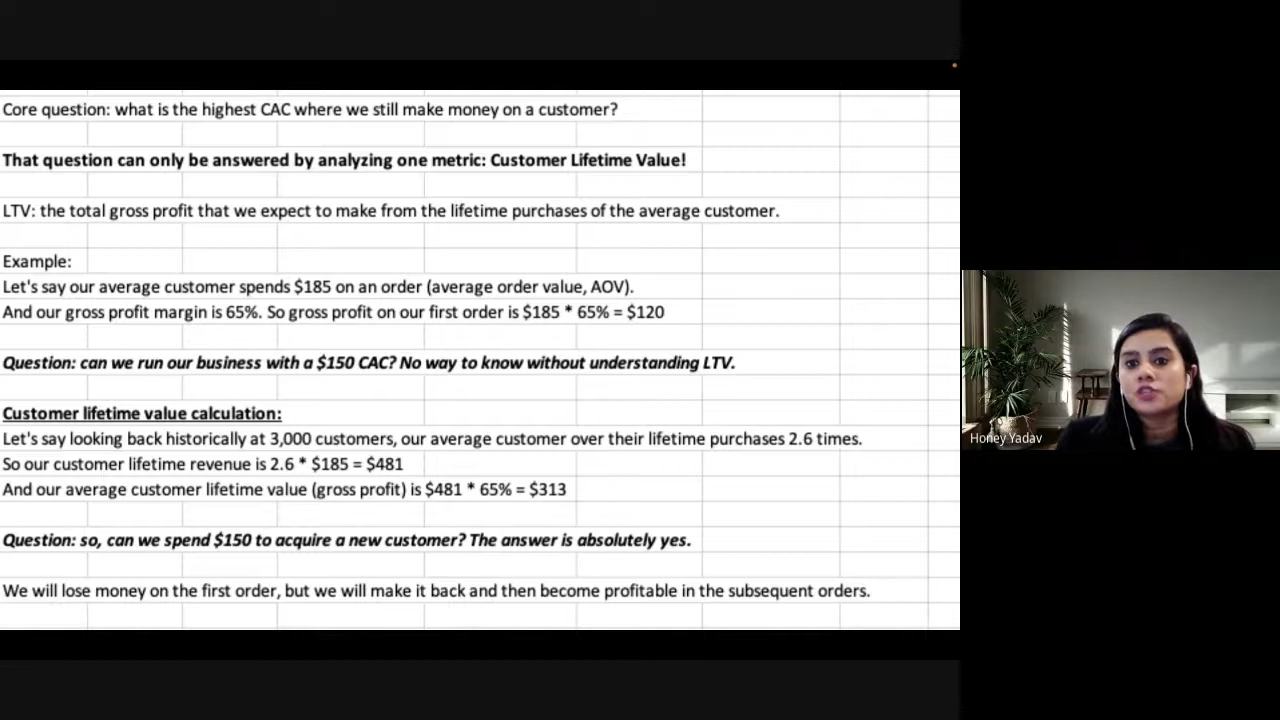 Core question: what is the highest CAC where we still make money on a customer?
That question can only be answered by analyzing one metric: Customer Lifetime Value!
LTV: the total gross profit that we expect to make from the lifetime purchases of the average customer.
Example:
Let's say our average customer spends $185 on an order (average order value, AOV).
And our gross profit margin is 65%. So gross profit on our first order is $185 * 65% = $120
Question: can we run our business with a $150 CAC? No way to know without understanding LTV.
Customer lifetime value calculation:
Let's say looking back historically at 3,000 customers, our average customer over their lifetime purchases 2.6 times.
So our customer lifetime revenue is 2.6 * $185 = $481
And our average customer lifetime value (gross profit) is $481 * 65% = $313
Question: so, can we spend $150 to acquire a new customer? The answer is absolutely yes.
We will lose money on the first order, but we will make it back and then become profitable in the subsequent orders.
Honey Yadav